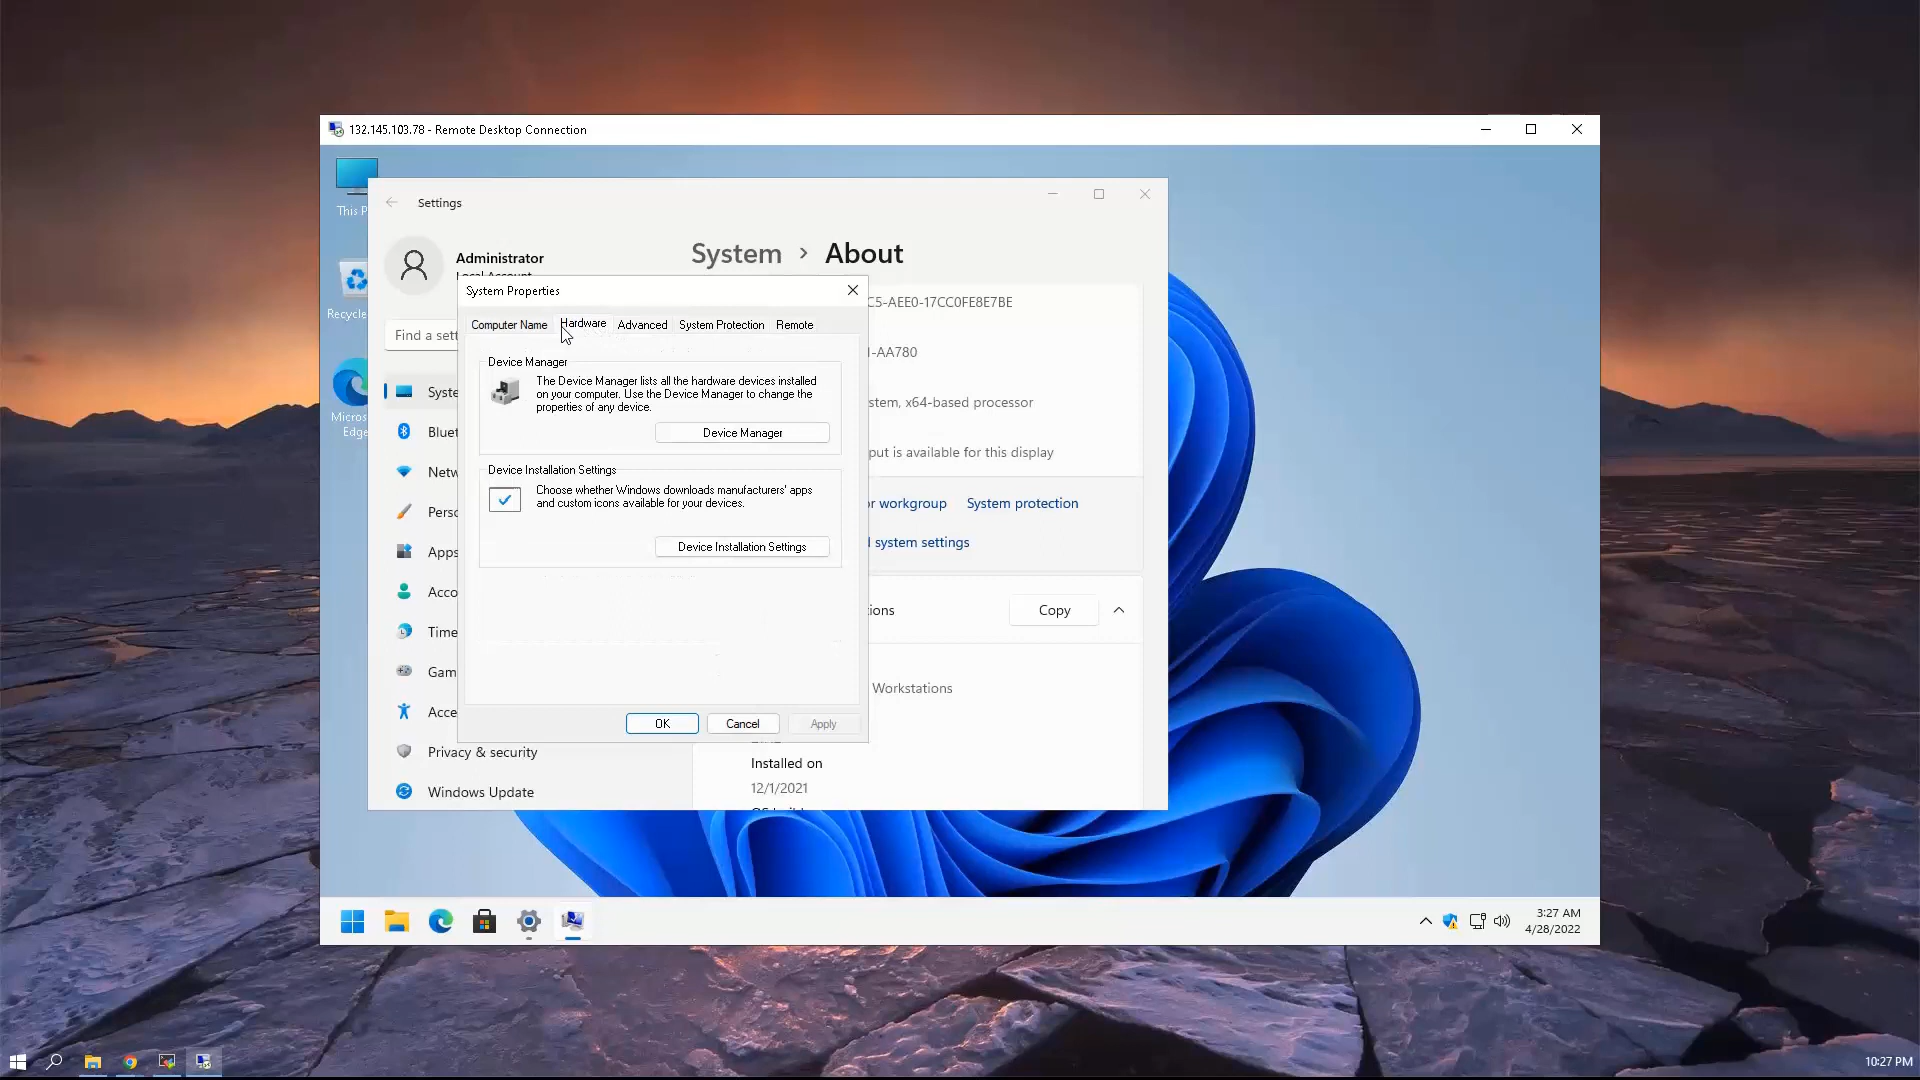 132.145.103.78 - Remote Desktop Connection
This P
Recycle
Micros
Edge
Settings
Administrator
System > About
C5-AEE0-17CC0FE8E7BE
-AA780
stem, x64-based processor
put is available for this display
or workgroup System protection
system settings
ions Copy
Workstations
Installed on
12/1/2021
Find a sett
Syste
Bluet
Netw
Perso
Apps
Acco
Time
Gam
Acce
Privacy & security
Windows Update
System Properties
Computer Name Hardware Advanced System Protection Remote
Device Manager
The Device Manager lists all the hardware devices installed
on your computer. Use the Device Manager to change the
properties of any device.
Device Manager
Device Installation Settings
Choose whether Windows downloads manufacturers' apps
and custom icons available for your devices.
Device Installation Settings
OK Cancel Apply
3:27 AM
4/28/2022
10:27 PM